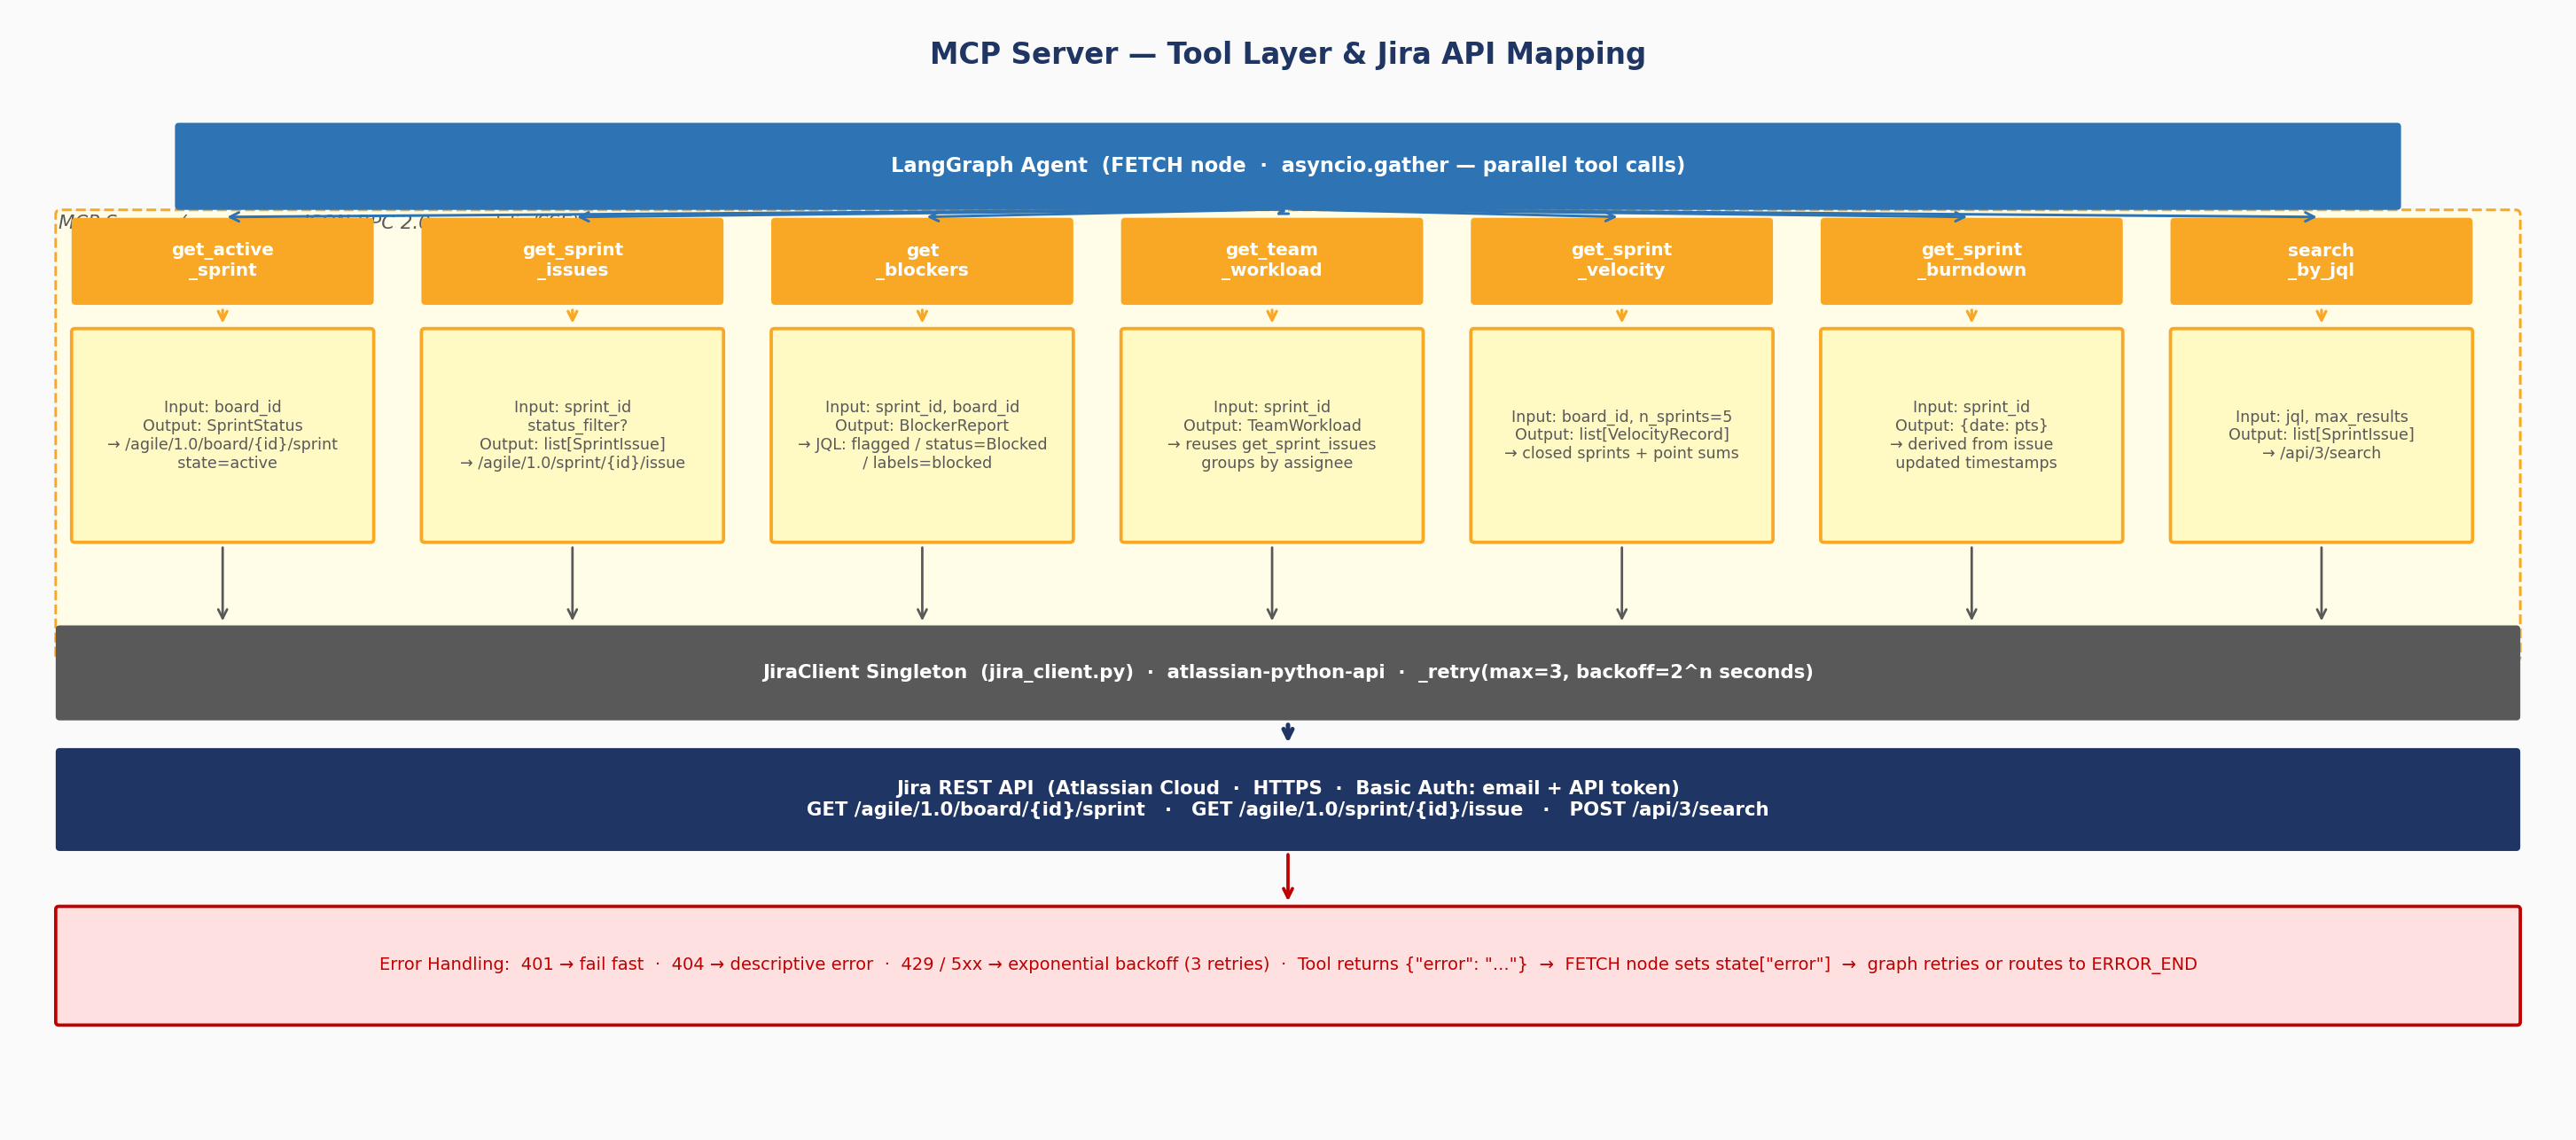 MCP Server — Tool Layer & Jira API Mapping
LangGraph Agent (FETCH node · asyncio.gather — parallel tool calls)
MCP
2.0
get_active
_sprint
get_sprint
_issues
get
_blockers
get_team
_workload
get_sprint
_velocity
get_sprint
_burndown
search
_by_jql
Input: board_id
Output: SprintStatus
→ /agile/1.0/board/{id}/sprint
state=active
Input: sprint_id
status_filter?
Output: list[SprintIssue]
→ /agile/1.0/sprint/{id}/issue
Input: sprint_id, board_id
Output: BlockerReport
→ JQL: flagged / status=Blocked
/ labels=blocked
Input: sprint_id
Output: TeamWorkload
→ reuses get_sprint_issues
groups by assignee
Input: board_id, n_sprints=5
Output: list[VelocityRecord]
→ closed sprints + point sums
Input: sprint_id
Output: {date: pts}
→ derived from issue
updated timestamps
Input: jql, max_results
Output: list[SprintIssue]
→ /api/3/search
JiraClient Singleton (jira_client.py) · atlassian-python-api · _retry(max=3, backoff=2^n seconds)
Jira REST API (Atlassian Cloud · HTTPS · Basic Auth: email + API token)
GET /agile/1.0/board/{id}/sprint · GET /agile/1.0/sprint/{id}/issue · POST /api/3/search
Error Handling: 401 → fail fast · 404 → descriptive error · 429 / 5xx → exponential backoff (3 retries) · Tool returns {"error": "..."} → FETCH node sets state["error"] → graph retries or routes to ERROR_END